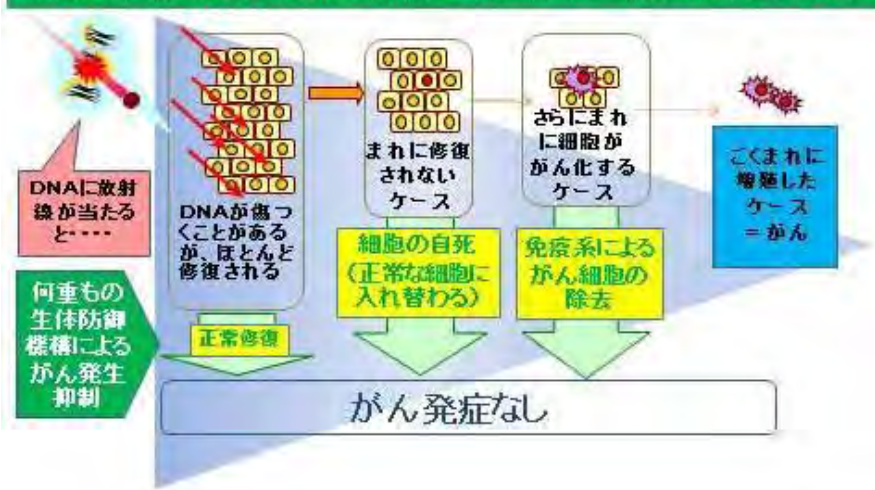 DNAに放射
線が当たる
と・・・・
DNAが傷つ
くことがある
が、ほとんど
修復される
まれに修復
されない
ケース
さらにまれ
に細胞が
がん化する
ケース
ごくまれに
増殖した
ケース
=がん
何重もの
生体防御
機構による
がん発生
抑制
正常修復
細胞の自死
(正常な細胞に
入れ替わる)
免疫系による
がん細胞の
除去
がん発症なし